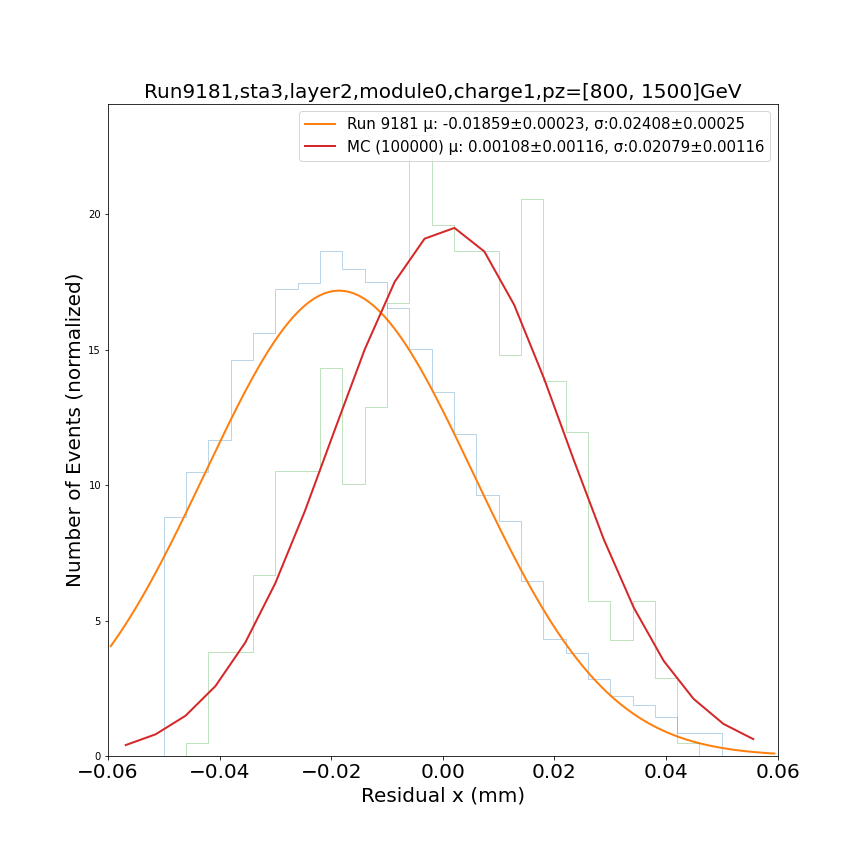 Run9181,sta3,layer2,module0,charge1,pz=[800, 1500]GeV
Run 9181 μ: -0.01859±0.00023, σ:0.02408±0.00025
MC (100000) μ: 0.00108±0.00116, σ:0.02079±0.00116
Number of Events (normalized)
20
15
10
5
0
−0.06 −0.04 −0.02 0.00 0.02 0.04 0.06
Residual x (mm)